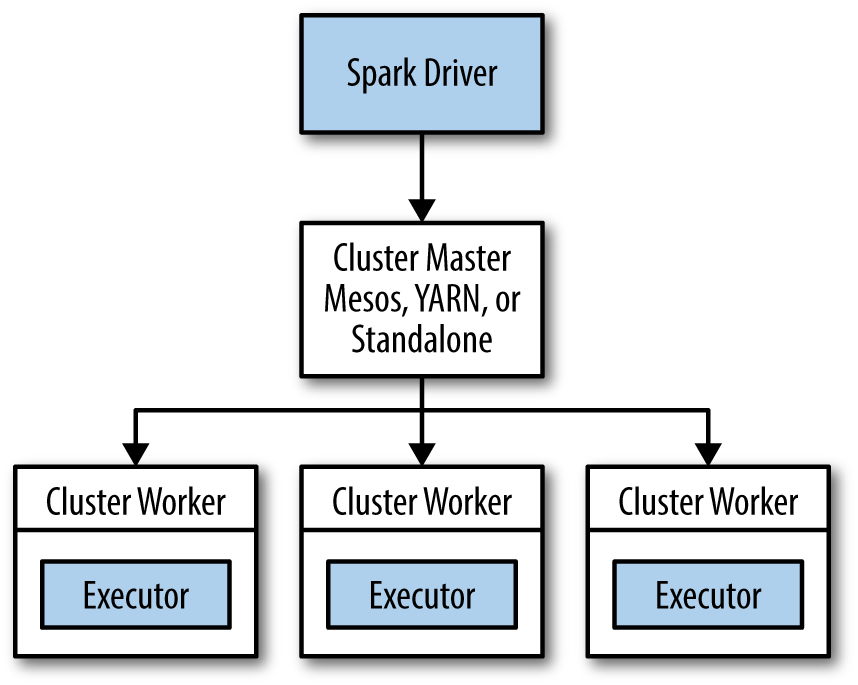 Spark Driver
Cluster Master
Mesos, YARN, or
Standalone
Cluster Worker
Cluster Worker
Cluster Worker
Executor
Executor
Executor